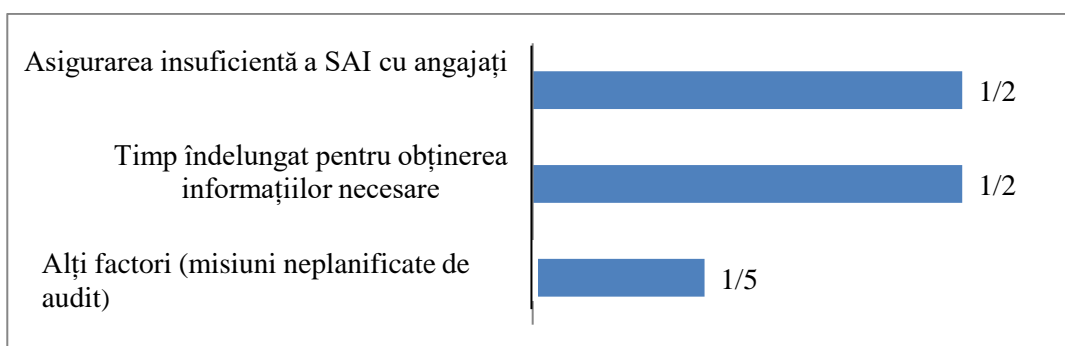 Asigurarea insuficientă a SAI cu angajați
1/2
Timp îndelungat pentru obținerea
informațiilor necesare
1/2
Alți factori (misiuni neplanificate de
audit)
1/5